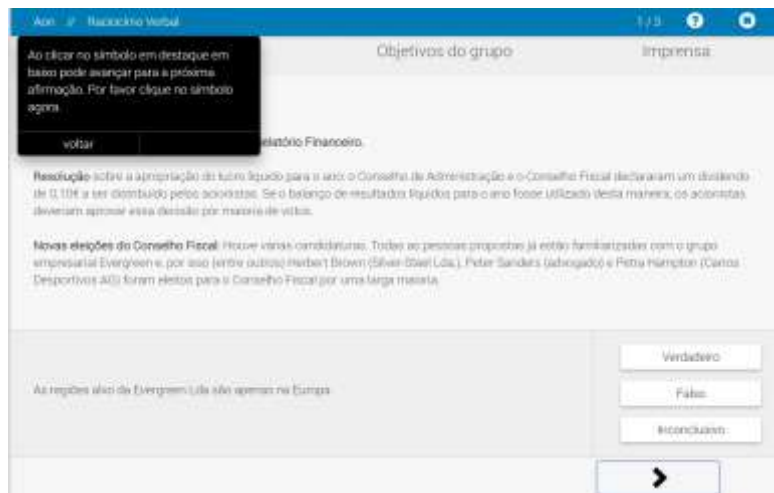 Aon // Raciocínio Verbal
1 / 5
Ao clicar no símbolo em destaque em
baixo pode avançar para a próxima
afirmação. Por favor clique no símbolo
agora.
voltar
Objetivos do grupo
Imprensa
elatório Financeiro.
Resolução sobre a apropriação do lucro líquido para o ano: o Conselho de Administração e o Conselho Fiscal declararam um dividendo
de 0,10€ a ser distribuído pelos acionistas. Se o balanço de resultados líquidos para o ano fosse utilizado desta maneira, os acionistas
deveriam aprovar essa decisão por maioria de votos.
Novas eleições do Conselho Fiscal: Houve várias candidaturas. Todas as pessoas propostas já estão familiarizadas com o grupo
empresarial Evergreen e, por isso (entre outros) Herbert Brown (Silver Steel Lda.), Peter Sanders (advogado) e Petra Hampton (Carros
Desportivos AG) foram eleitos para o Conselho Fiscal por uma larga maioria.
As regiões alvo da Evergreen Lda são apenas na Europa
Verdadeiro
Falso
Inconclusivo